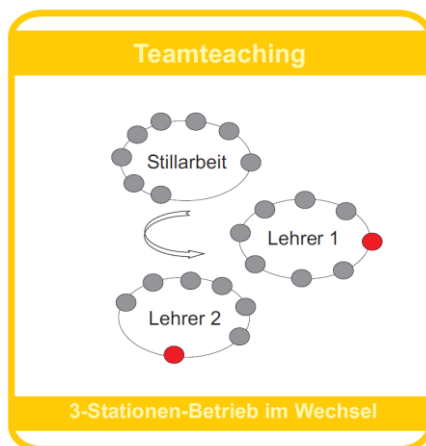 Teamteaching
Stillarbeit
Lehrer 1
Lehrer 2
3-Stationen-Betrieb im Wechsel